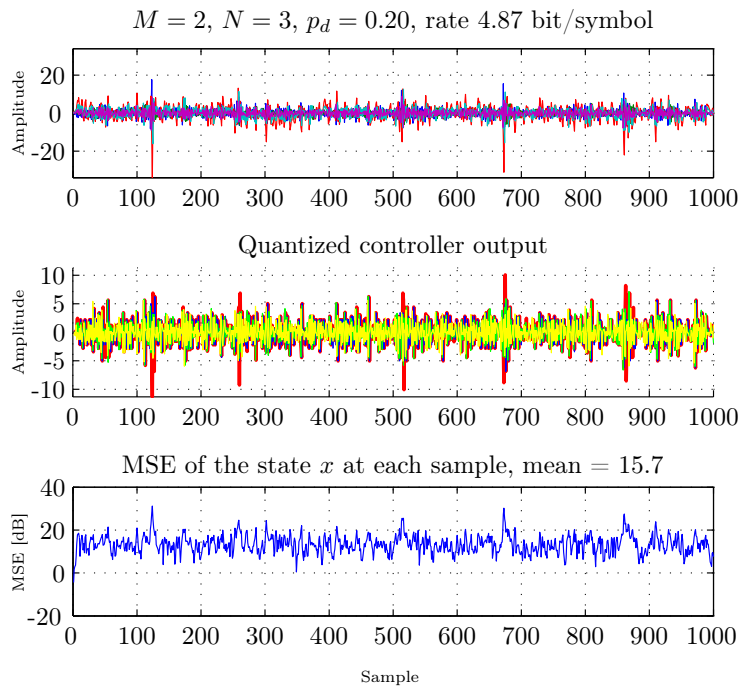 M = 2, N = 3, p_d = 0.20, rate 4.87 bit/symbol
Amplitude
20
0
-20
0 100 200 300 400 500 600 700 800 900 1000
Quantized controller output
Amplitude
10
5
0
-5
-10
0 100 200 300 400 500 600 700 800 900 1000
MSE of the state x at each sample, mean = 15.7
MSE [dB]
40
20
0
-20
0 100 200 300 400 500 600 700 800 900 1000
Sample